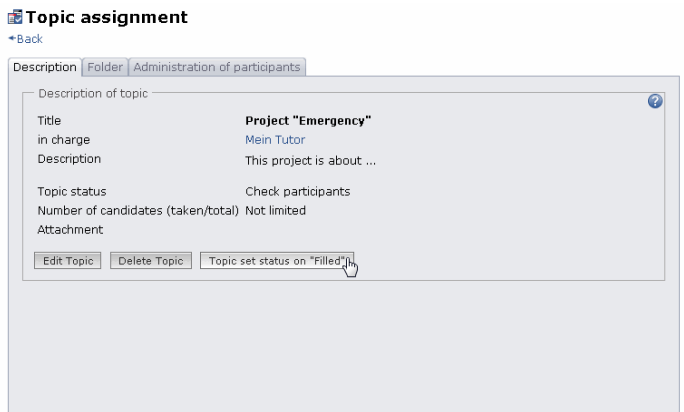 Topic assignment
Back
Description Folder Administration of participants
Description of topic
Title Project "Emergency"
in charge Mein Tutor
Description This project is about ...
Topic status Check participants
Number of candidates (taken/total) Not limited
Attachment
Edit Topic Delete Topic Topic set status on "Filled"